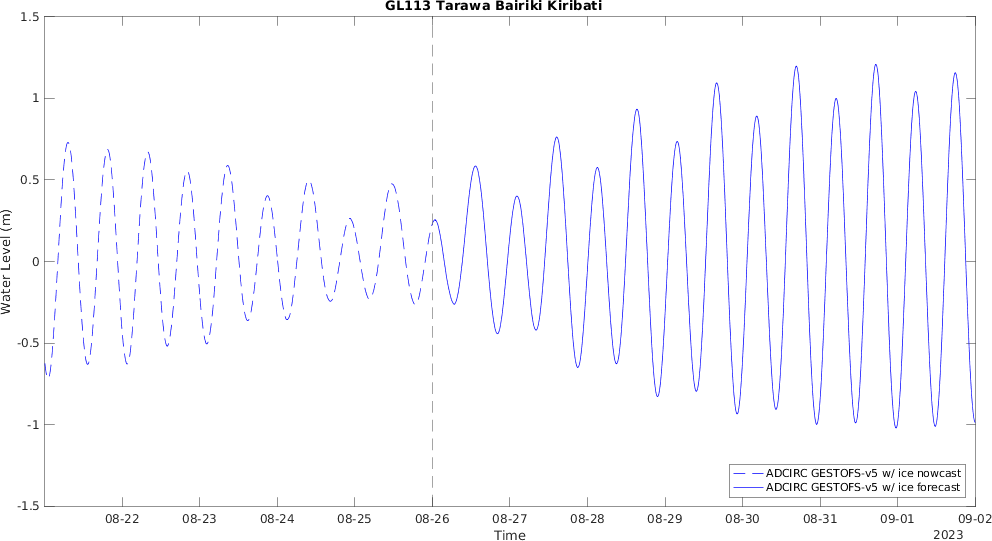 GL113 Tarawa Bairiki Kiribati
1.5
1
0.5
0
-0.5
-1
-1.5
Water Level (m)
08-22 08-23 08-24 08-25 08-26 08-27 08-28 08-29 08-30 08-31 09-01 09-02
Time
2023
ADCIRC GESTOFS-v5 w/ ice nowcast
ADCIRC GESTOFS-v5 w/ ice forecast